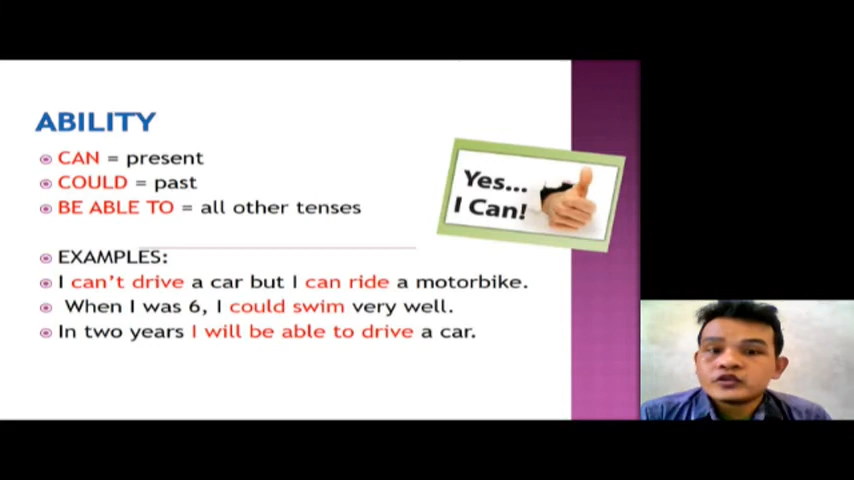 ABILITY
CAN = present
COULD = past
BE ABLE TO = all other tenses
Yes...
I Can!
EXAMPLES:
I can't drive a car but I can ride a motorbike.
When I was 6, I could swim very well.
In two years I will be able to drive a car.